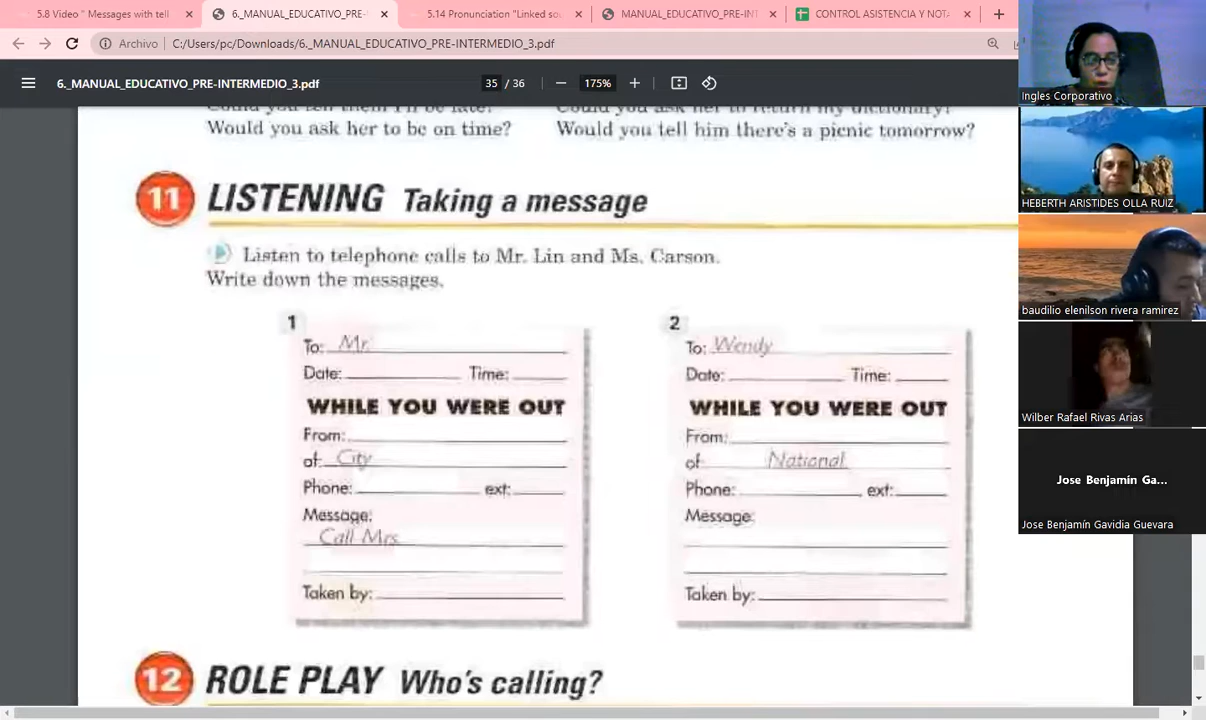 5.8 Video " Messages with tell
6._MANUAL_EDUCATIVO_PRE-
5.14 Pronunciation "Linked so
MANUAL_EDUCATIVO_PRE-INT
CONTROL ASISTENCIA Y NOTA
Archivo C:/Users/pc/Downloads/6._MANUAL_EDUCATIVO_PRE-INTERMEDIO_3.pdf
6._MANUAL_EDUCATIVO_PRE-INTERMEDIO_3.pdf
35 / 36
175%
Would you ask her to be on time? Would you tell him there's a picnic tomorrow?
11 LISTENING Taking a message
Listen to telephone calls to Mr. Lin and Ms. Carson.
Write down the messages.
1
To: Mr.
Date: Time:
WHILE YOU WERE OUT
From:
of: City
Phone: ext:
Message:
Call Mrs.
Taken by:
2
To: Wendy
Date: Time:
WHILE YOU WERE OUT
From:
of: National
Phone: ext:
Message:
Taken by:
12 ROLE PLAY Who's calling?
Ingles Corporativo
HEBERTH ARISTIDES OLLA RUIZ
baudilio elenilson rivera ramirez
Wilber Rafael Rivas Arias
Jose Benjamín Ga...
Jose Benjamín Gavidia Guevara